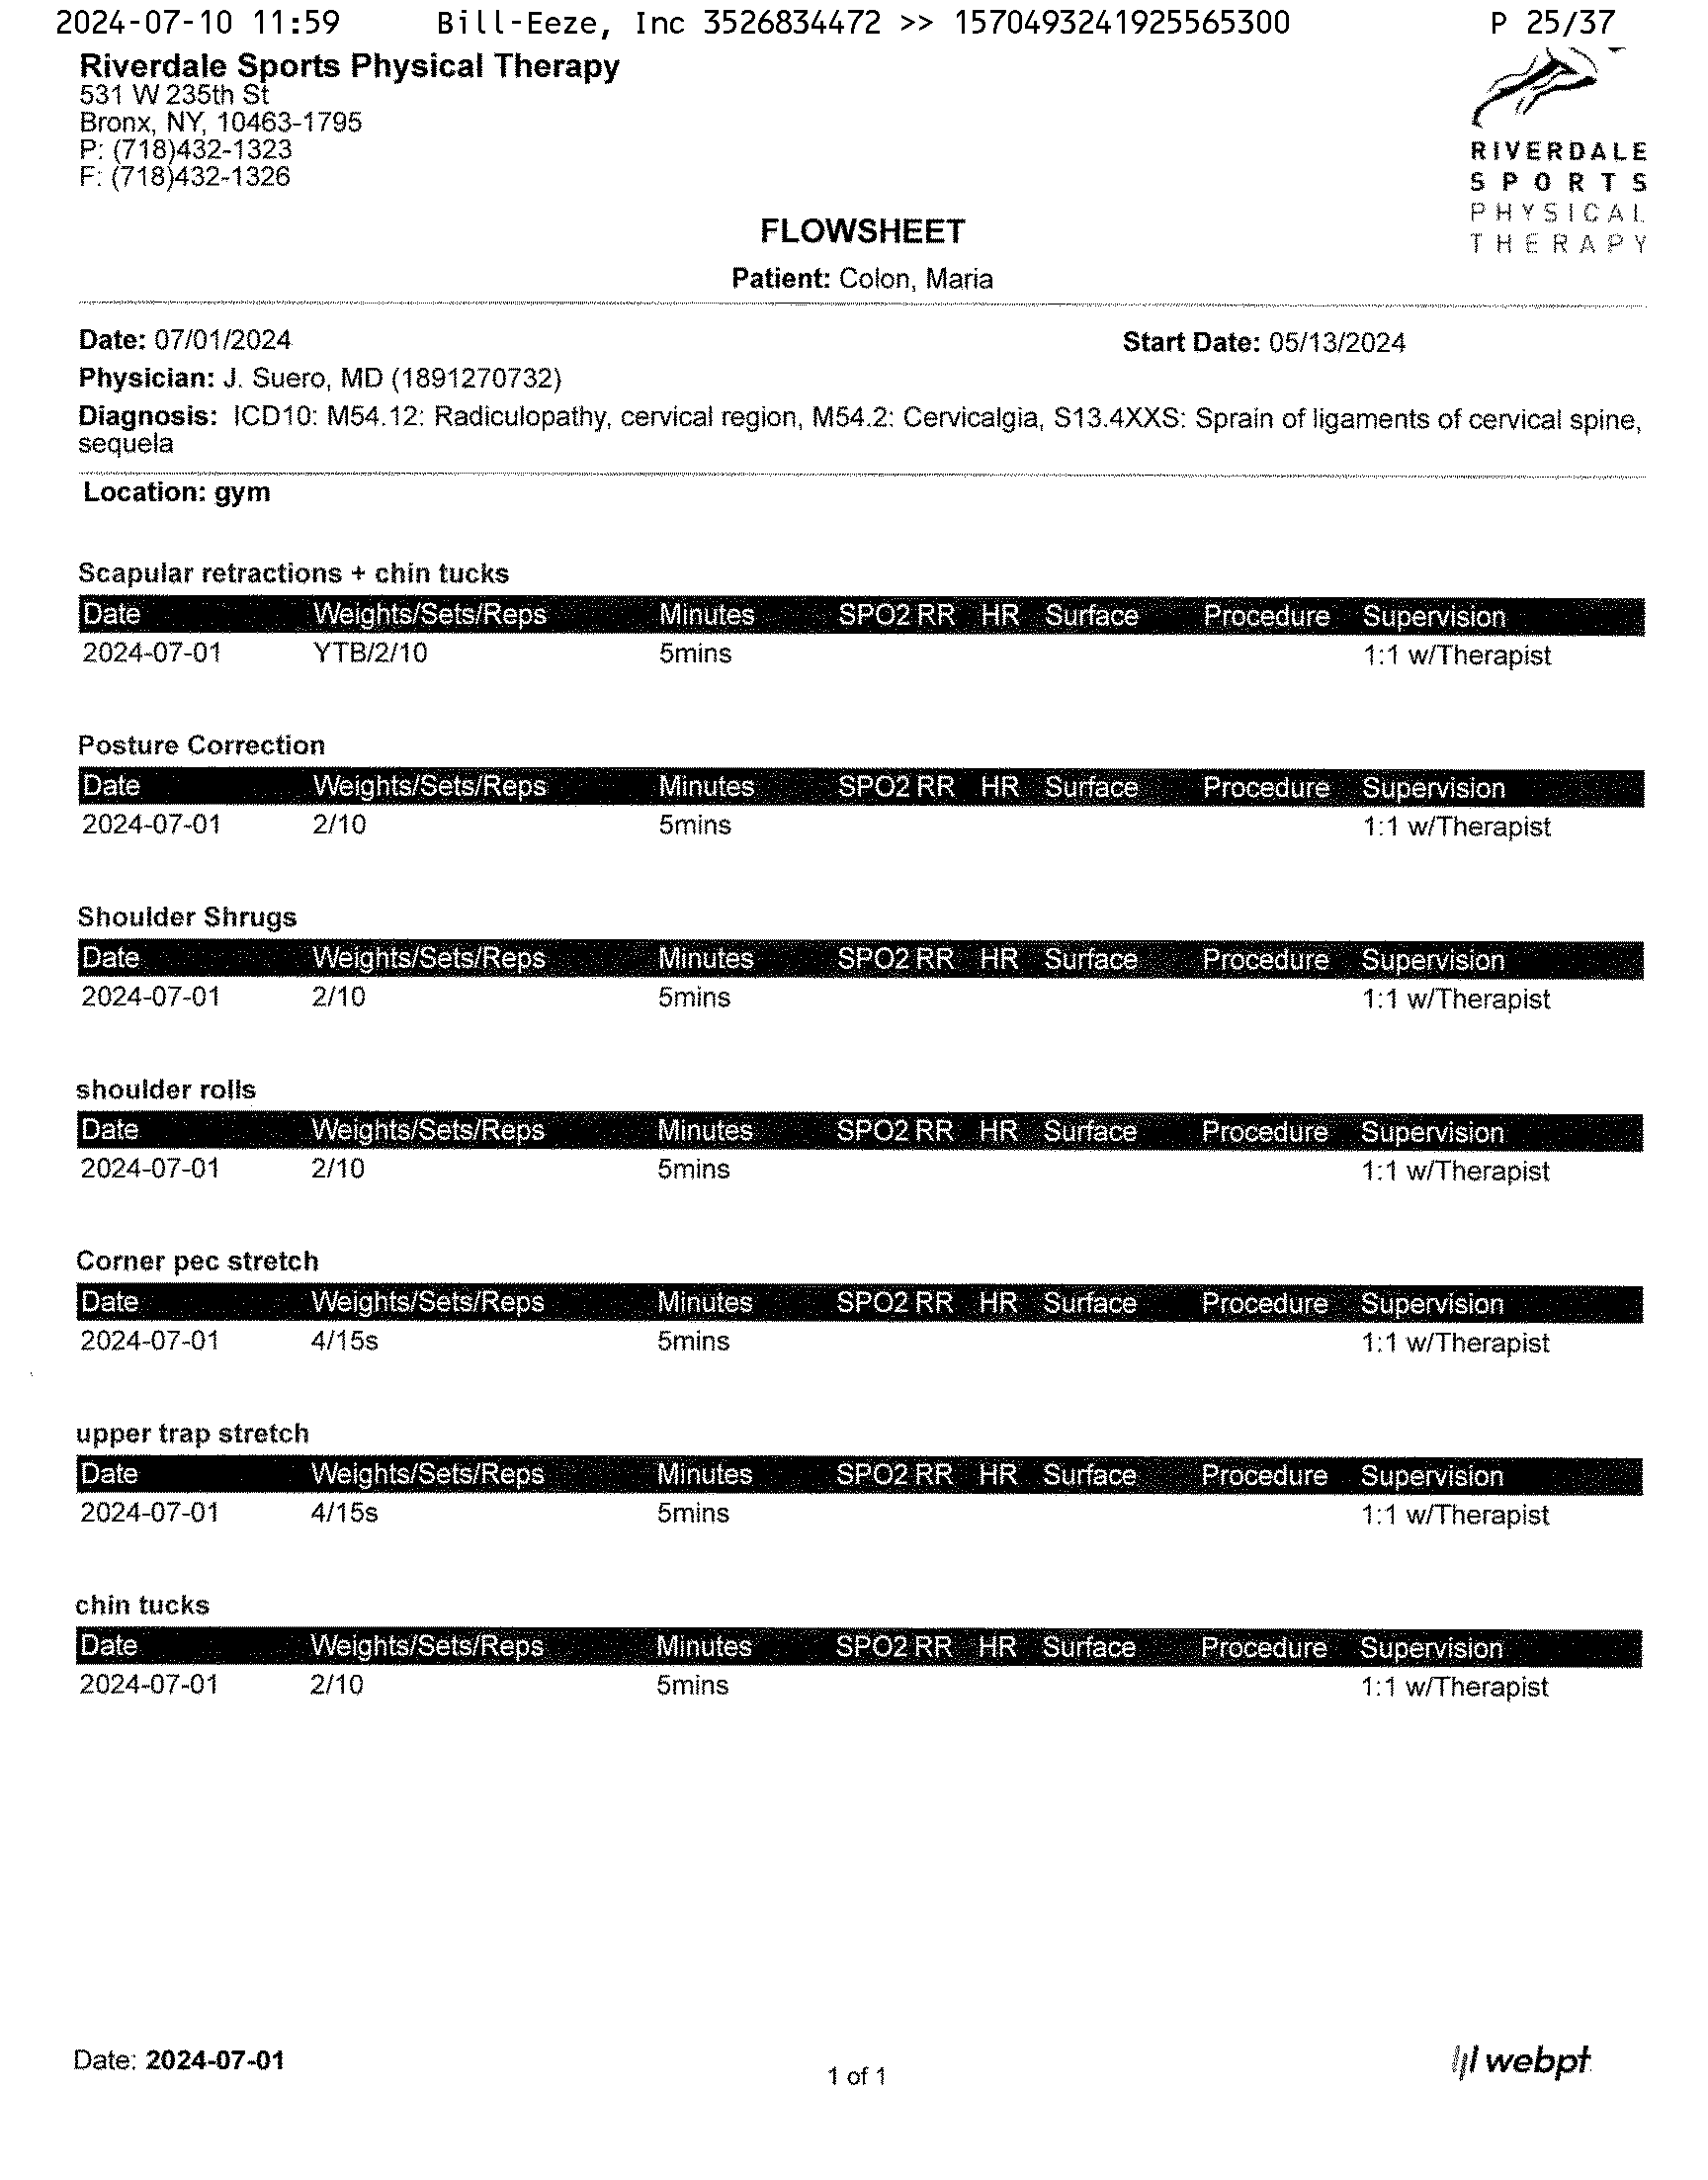 2024-07-10 11:59 Bill-Eeze, Inc 3526834472 >> 1570493241925565300 P 25/37
Riverdale Sports Physical Therapy
531 W 235th St
Bronx, NY, 10463-1795
P: (718)432-1323
F: (718)432-1326
RIVERDALE
SPORTS
PHYSICAL
THERAPY
FLOWSHEET
Patient: Colon, Maria
Date: 07/01/2024 Start Date: 05/13/2024
Physician: J. Suero, MD (1891270732)
Diagnosis: ICD10: M54.12: Radiculopathy, cervical region, M54.2: Cervicalgia, S13.4XXS: Sprain of ligaments of cervical spine,
sequela
Location: gym
Scapular retractions + chin tucks
Date Weights/Sets/Reps Minutes SPO2 RR HR Surface Procedure Supervision
2024-07-01 YTB/2/10 5mins 1:1 w/Therapist
Posture Correction
Date Weights/Sets/Reps Minutes SPO2 RR HR Surface Procedure Supervision
2024-07-01 2/10 5mins 1:1 w/Therapist
Shoulder Shrugs
Date Weights/Sets/Reps Minutes SPO2 RR HR Surface Procedure Supervision
2024-07-01 2/10 5mins 1:1 w/Therapist
shoulder rolls
Date Weights/Sets/Reps Minutes SPO2 RR HR Surface Procedure Supervision
2024-07-01 2/10 5mins 1:1 w/Therapist
Corner pec stretch
Date Weights/Sets/Reps Minutes SPO2 RR HR Surface Procedure Supervision
2024-07-01 4/15s 5mins 1:1 w/Therapist
upper trap stretch
Date Weights/Sets/Reps Minutes SPO2 RR HR Surface Procedure Supervision
2024-07-01 4/15s 5mins 1:1 w/Therapist
chin tucks
Date Weights/Sets/Reps Minutes SPO2 RR HR Surface Procedure Supervision
2024-07-01 2/10 5mins 1:1 w/Therapist
Date: 2024-07-01
1 of 1
webpt